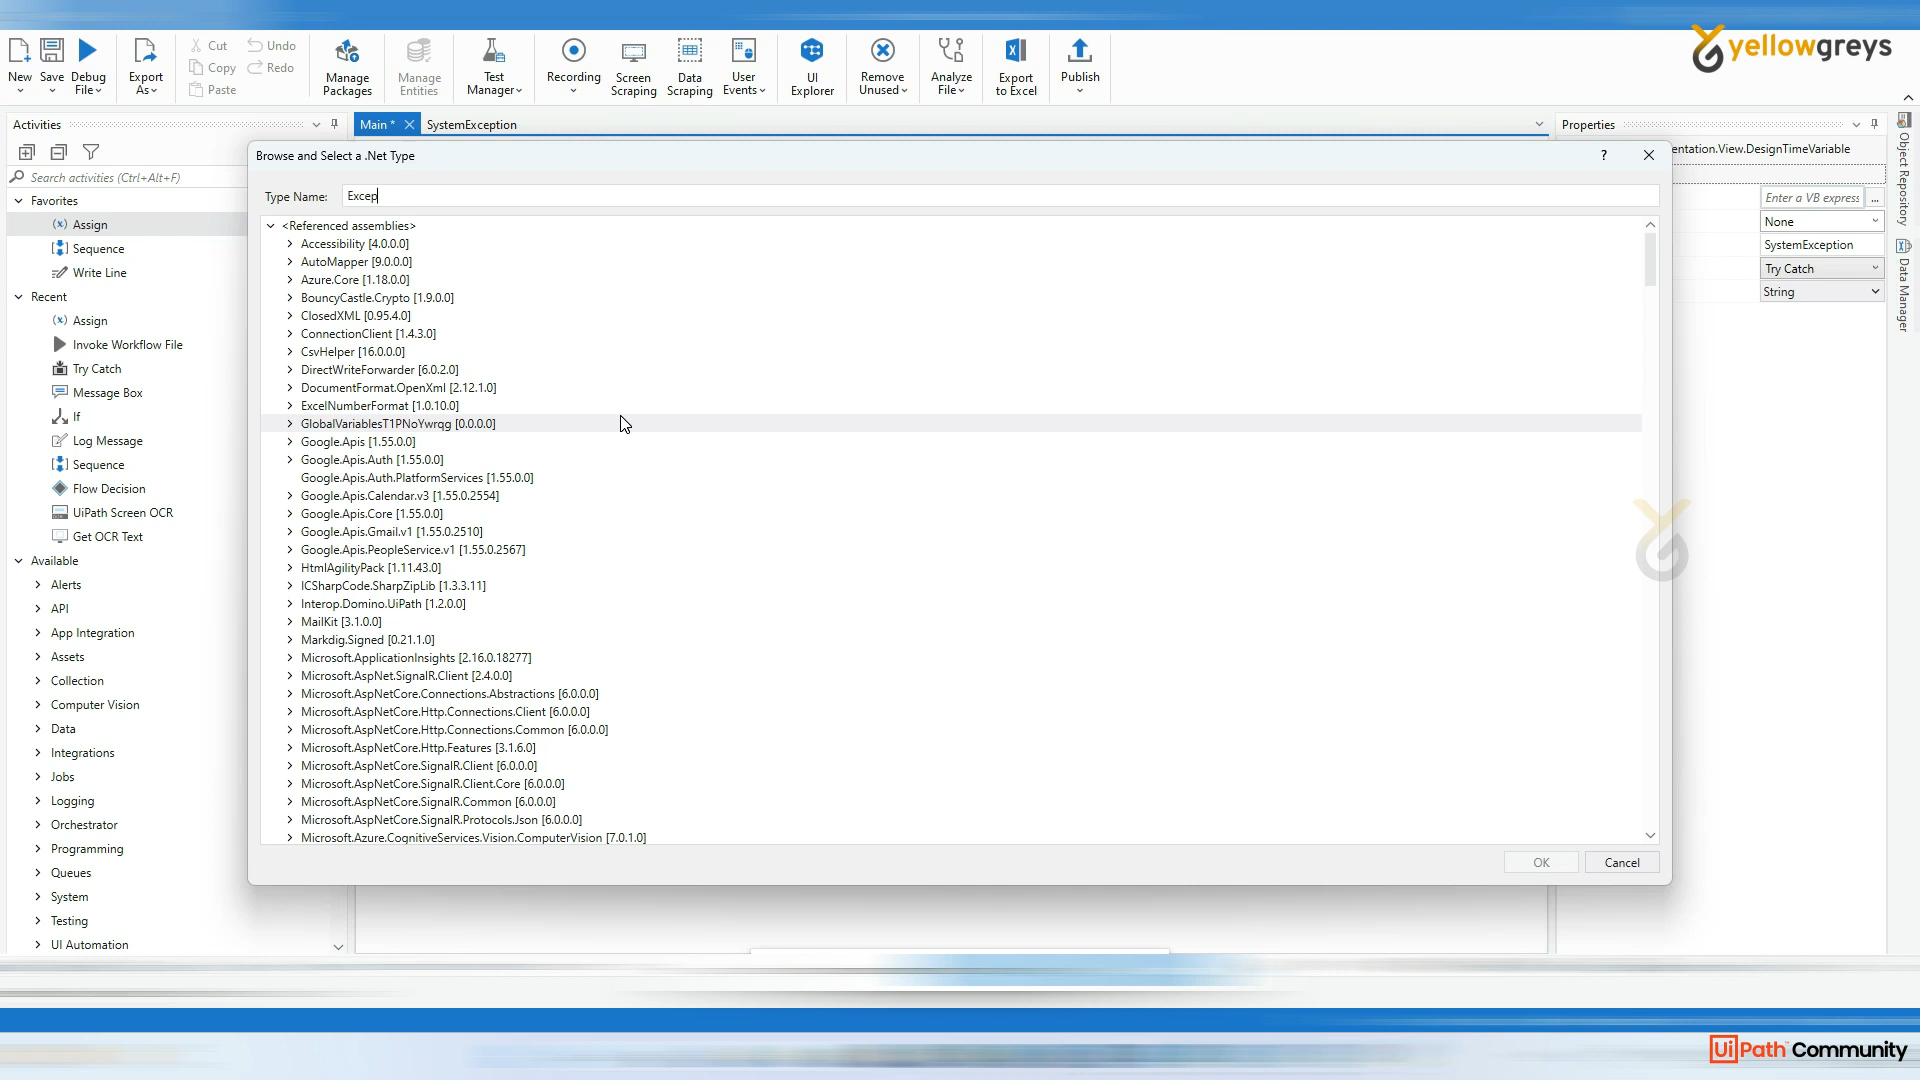 New
Save
Debug
File
Export
As
Cut
Copy
Paste
Undo
Redo
Manage
Packages
Manage
Entities
Test
Manager
Recording
Screen
Scraping
Data
Scraping
User
Events
UI
Explorer
Remove
Unused
Analyze
File
Export
to Excel
Publish
yellowgreys
Activities
Main *
SystemException
Properties
Search activities (Ctrl+Alt+F)
Favorites
Assign
Sequence
Write Line
Recent
Assign
Invoke Workflow File
Try Catch
Message Box
If
Log Message
Sequence
Flow Decision
UiPath Screen OCR
Get OCR Text
Available
Alerts
API
App Integration
Assets
Collection
Computer Vision
Data
Integrations
Jobs
Logging
Orchestrator
Programming
Queues
System
Testing
UI Automation
Browse and Select a .Net Type
?
Type Name:
Excep
<Referenced assemblies>
Accessibility [4.0.0.0]
AutoMapper [9.0.0.0]
Azure.Core [1.18.0.0]
BouncyCastle.Crypto [1.9.0.0]
ClosedXML [0.95.4.0]
ConnectionClient [1.4.3.0]
CsvHelper [16.0.0.0]
DirectWriteForwarder [6.0.2.0]
DocumentFormat.OpenXml [2.12.1.0]
ExcelNumberFormat [1.0.10.0]
GlobalVariablesT1PNoYwrqg [0.0.0.0]
Google.Apis [1.55.0.0]
Google.Apis.Auth [1.55.0.0]
Google.Apis.Auth.PlatformServices [1.55.0.0]
Google.Apis.Calendar.v3 [1.55.0.2554]
Google.Apis.Core [1.55.0.0]
Google.Apis.Gmail.v1 [1.55.0.2510]
Google.Apis.PeopleService.v1 [1.55.0.2567]
HtmlAgilityPack [1.11.43.0]
ICSharpCode.SharpZipLib [1.3.3.11]
Interop.Domino.UiPath [1.2.0.0]
MailKit [3.1.0.0]
Markdig.Signed [0.21.1.0]
Microsoft.ApplicationInsights [2.16.0.18277]
Microsoft.AspNet.SignalR.Client [2.4.0.0]
Microsoft.AspNetCore.Connections.Abstractions [6.0.0.0]
Microsoft.AspNetCore.Http.Connections.Client [6.0.0.0]
Microsoft.AspNetCore.Http.Connections.Common [6.0.0.0]
Microsoft.AspNetCore.Http.Features [3.1.6.0]
Microsoft.AspNetCore.SignalR.Client [6.0.0.0]
Microsoft.AspNetCore.SignalR.Client.Core [6.0.0.0]
Microsoft.AspNetCore.SignalR.Common [6.0.0.0]
Microsoft.AspNetCore.SignalR.Protocols.Json [6.0.0.0]
Microsoft.Azure.CognitiveServices.Vision.ComputerVision [7.0.1.0]
OK
Cancel
entation.View.DesignTimeVariable
Enter a VB express
...
None
SystemException
Try Catch
String
Object Repository
Data Manager
UiPath Community